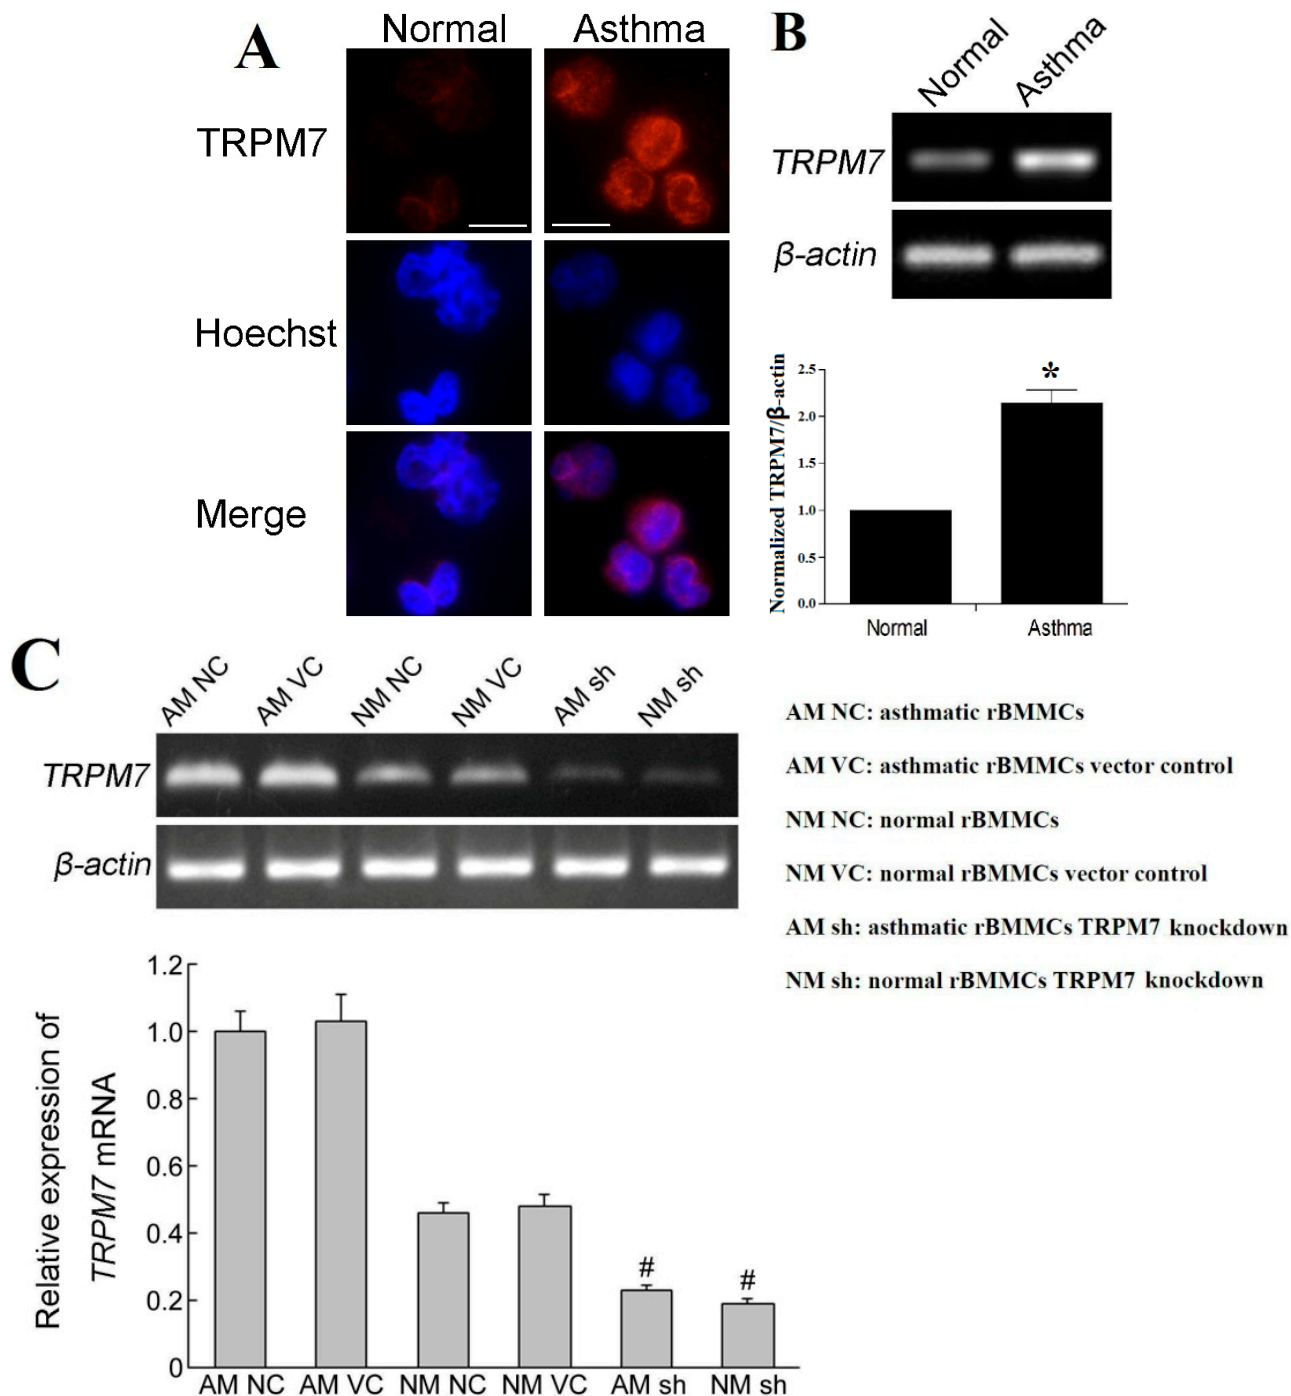 A
Normal
Asthma
TRPM7
Hoechst
Merge
B
Normal
Asthma
TRPM7
β-actin
Normalized TRPM7/β-actin
2.5
*
2.0
1.5
1.0
0.5
0.0
Normal
Asthma
C
AM NC
AM VC
NM NC
NM VC
AM sh
NM sh
TRPM7
β-actin
AM NC: asthmatic rBMMCs
AM VC: asthmatic rBMMCs vector control
NM NC: normal rBMMCs
NM VC: normal rBMMCs vector control
AM sh: asthmatic rBMMCs TRPM7 knockdown
NM sh: normal rBMMCs TRPM7 knockdown
Relative expression of
TRPM7 mRNA
1.2
1.0
0.8
0.6
0.4
0.2
0
#
#
AM NC
AM VC
NM NC
NM VC
AM sh
NM sh